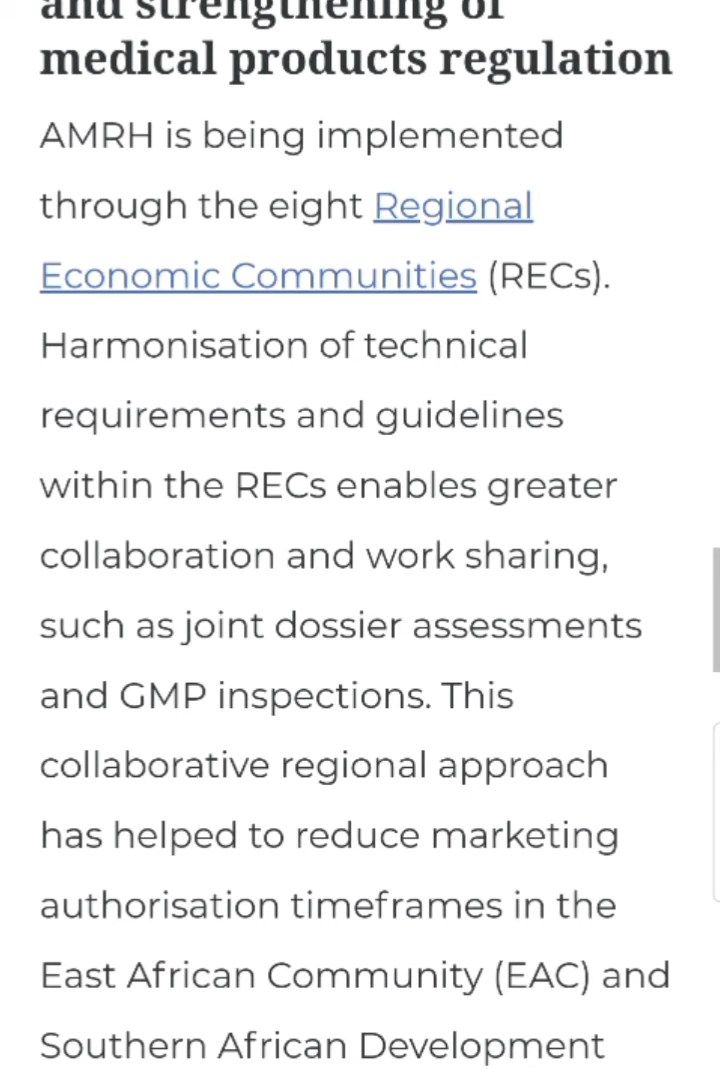 and strengthening of
medical products regulation
AMRH is being implemented
through the eight Regional
Economic Communities (RECs).
Harmonisation of technical
requirements and guidelines
within the RECs enables greater
collaboration and work sharing,
such as joint dossier assessments
and GMP inspections. This
collaborative regional approach
has helped to reduce marketing
authorisation timeframes in the
East African Community (EAC) and
Southern African Development